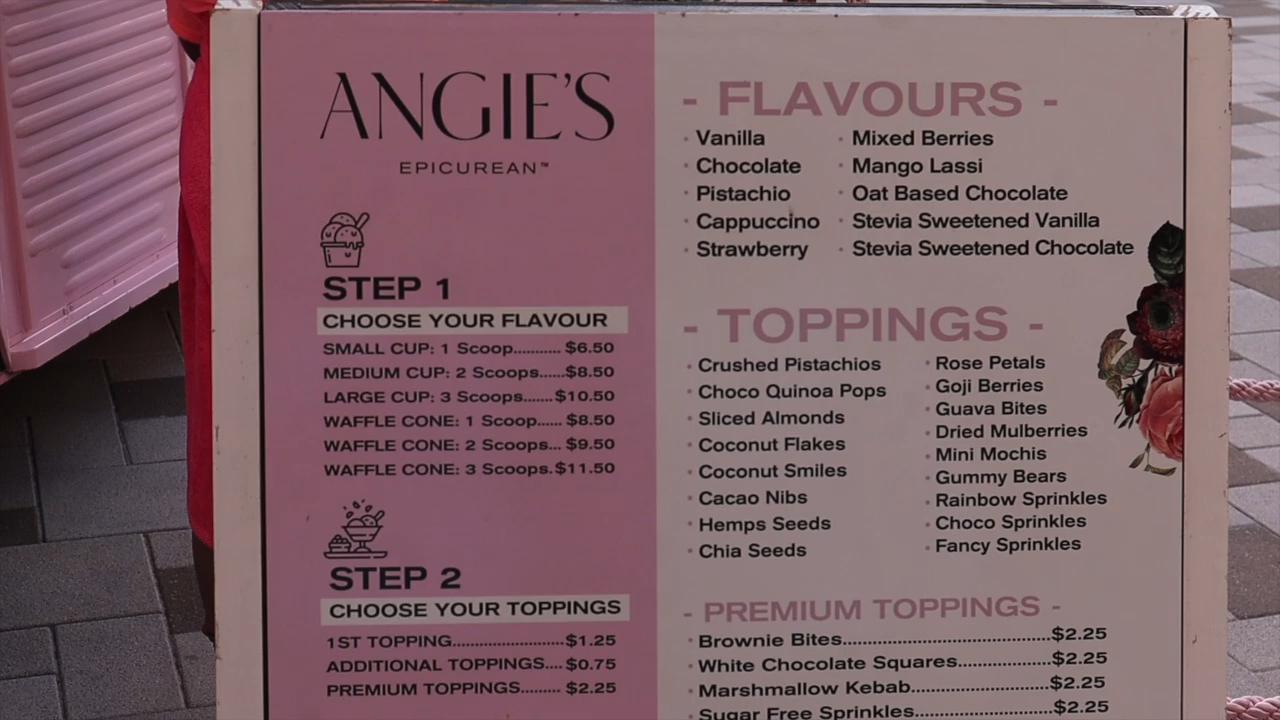 ANGIE'S
EPICUREAN™
STEP 1
CHOOSE YOUR FLAVOUR
SMALL CUP: 1 Scoop........... $6.50
MEDIUM CUP: 2 Scoops......$8.50
LARGE CUP: 3 Scoops.......$10.50
WAFFLE CONE: 1 Scoop...... $8.50
WAFFLE CONE: 2 Scoops... $9.50
WAFFLE CONE: 3 Scoops.$11.50
STEP 2
CHOOSE YOUR TOPPINGS
1ST TOPPING.........................$1.25
ADDITIONAL TOPPINGS.... $0.75
PREMIUM TOPPINGS......... $2.25
- FLAVOURS -
· Vanilla
· Chocolate
· Pistachio
· Cappuccino
· Strawberry
· Mixed Berries
· Mango Lassi
· Oat Based Chocolate
· Stevia Sweetened Vanilla
· Stevia Sweetened Chocolate
- TOPPINGS -
· Crushed Pistachios
· Choco Quinoa Pops
· Sliced Almonds
· Coconut Flakes
· Coconut Smiles
· Cacao Nibs
· Hemps Seeds
· Chia Seeds
· Rose Petals
· Goji Berries
· Guava Bites
· Dried Mulberries
· Mini Mochis
· Gummy Bears
· Rainbow Sprinkles
· Choco Sprinkles
· Fancy Sprinkles
- PREMIUM TOPPINGS -
· Brownie Bites..........................................$2.25
· White Chocolate Squares...................$2.25
· Marshmallow Kebab............................$2.25
· Sugar Free Sprinkles............................$2.25